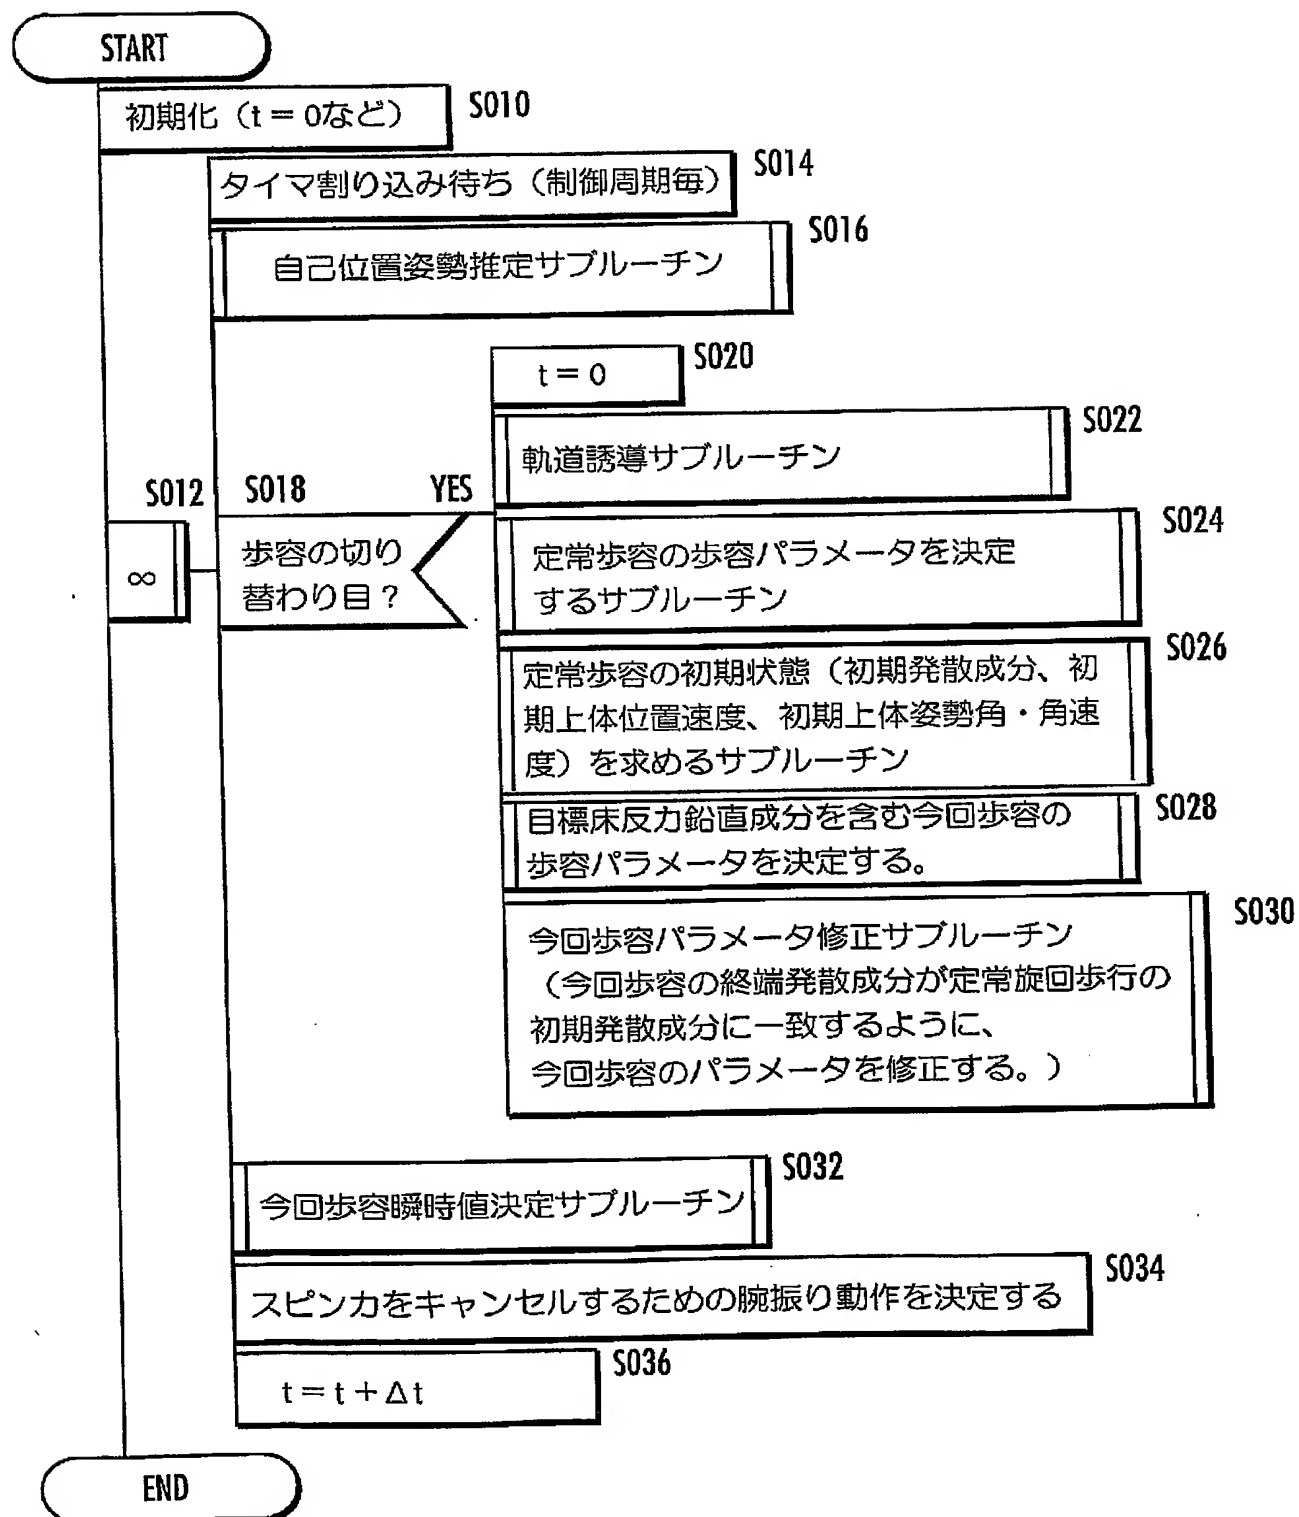 START
初期化（t = 0など）
S010
タイマ割り込み待ち（制御周期毎）
S014
自己位置姿勢推定サブルーチン
S016
t = 0
S020
軌道誘導サブルーチン
S022
S012
∞
S018
YES
歩容の切り
替わり目？
定常歩容の歩容パラメータを決定
するサブルーチン
S024
定常歩容の初期状態（初期発散成分、初
期上体位置速度、初期上体姿勢角・角速
度）を求めるサブルーチン
S026
目標床反力鉛直成分を含む今回歩容の
歩容パラメータを決定する。
S028
今回歩容パラメータ修正サブルーチン
（今回歩容の終端発散成分が定常旋回歩行の
初期発散成分に一致するように、
今回歩容のパラメータを修正する。）
S030
今回歩容瞬時値決定サブルーチン
S032
スピン力をキャンセルするための腕振り動作を決定する
S034
t = t + Δt
S036
END